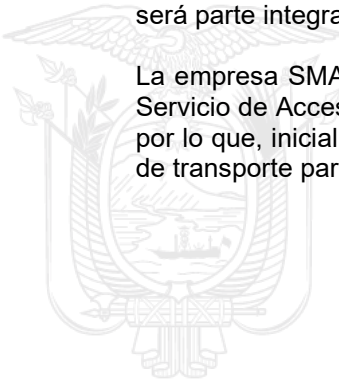 será parte integra
La empresa SMA
Servicio de Acces
por lo que, inicial
de transporte par